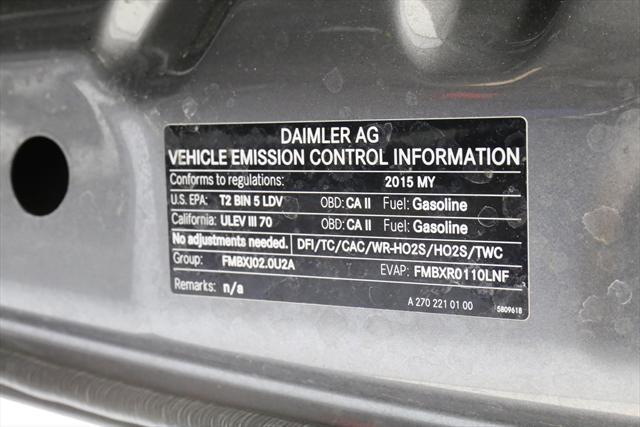 DAIMLER AG
VEHICLE EMISSION CONTROL INFORMATION
Conforms to regulations: 2015 MY
U.S. EPA: T2 BIN 5 LDV OBD: CA II Fuel: Gasoline
California: ULEV III 70 OBD: CA II Fuel: Gasoline
No adjustments needed. DFI/TC/CAC/WR-HO2S/HO2S/TWC
Group: FMBXJ02.0U2A EVAP: FMBXR0110LNF
Remarks: n/a
A 270 221 01 00 5809618